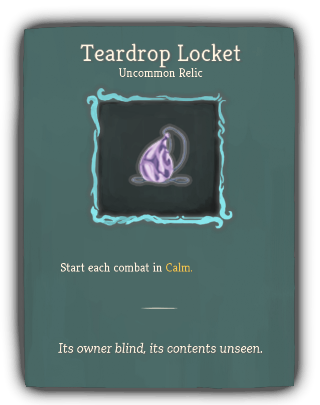 Teardrop Locket
Uncommon Relic
Start each combat in Calm.
Its owner blind, its contents unseen.